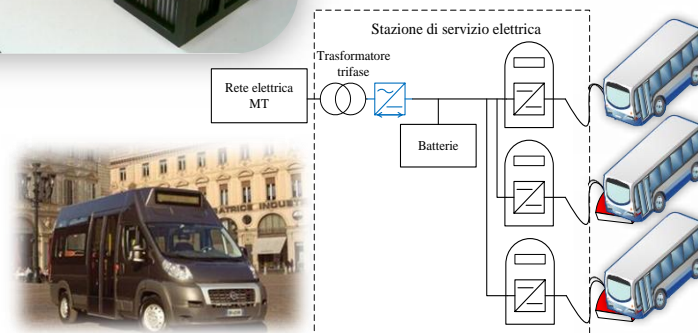 Stazione di servizio elettrica
Trasformatore
trifase
Rete elettrica
MT
Batterie